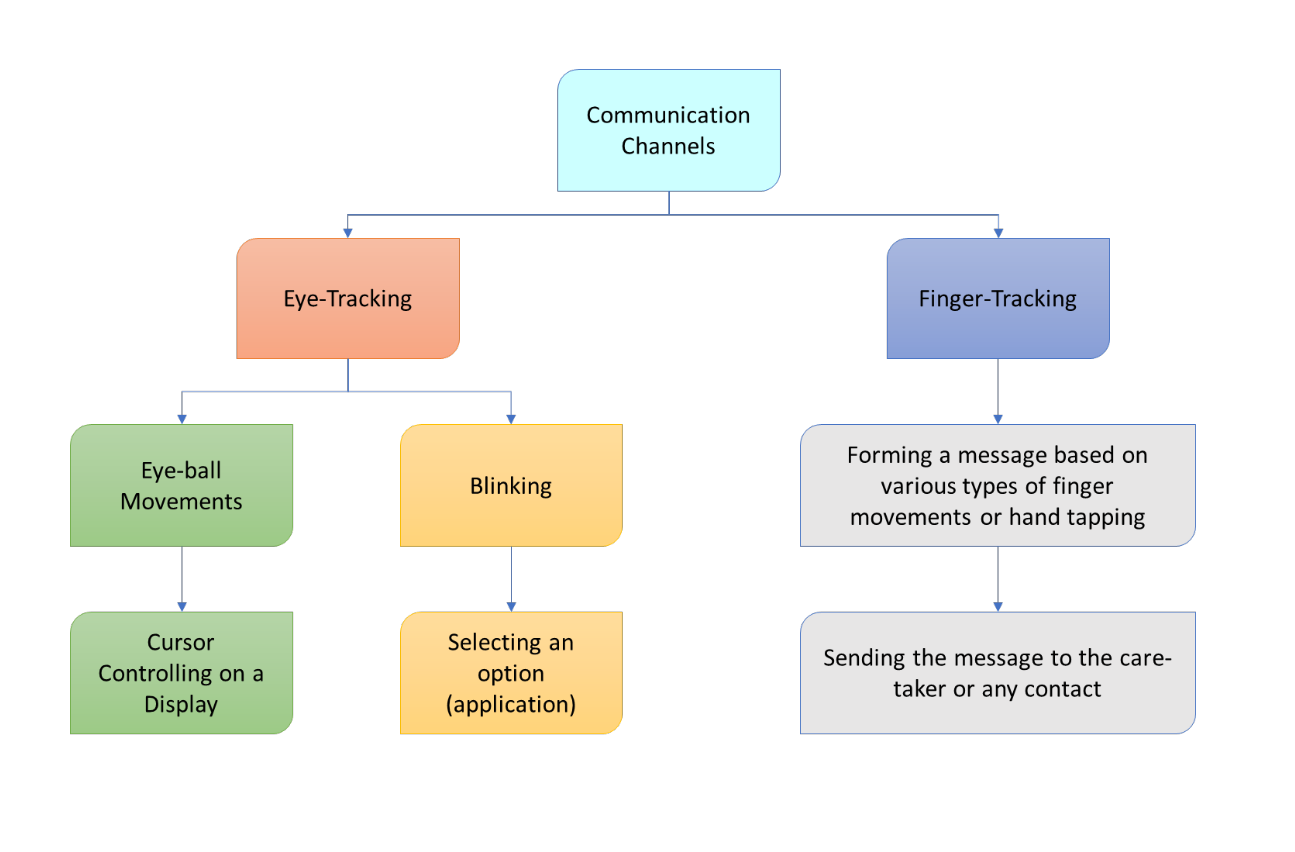 Communication
Channels
Eye-Tracking
Finger-Tracking
Eye-ball
Movements
Blinking
Forming a message based on
various types of finger
movements or hand tapping
Cursor
Controlling on a
Display
Selecting an
option
(application)
Sending the message to the care-
taker or any contact